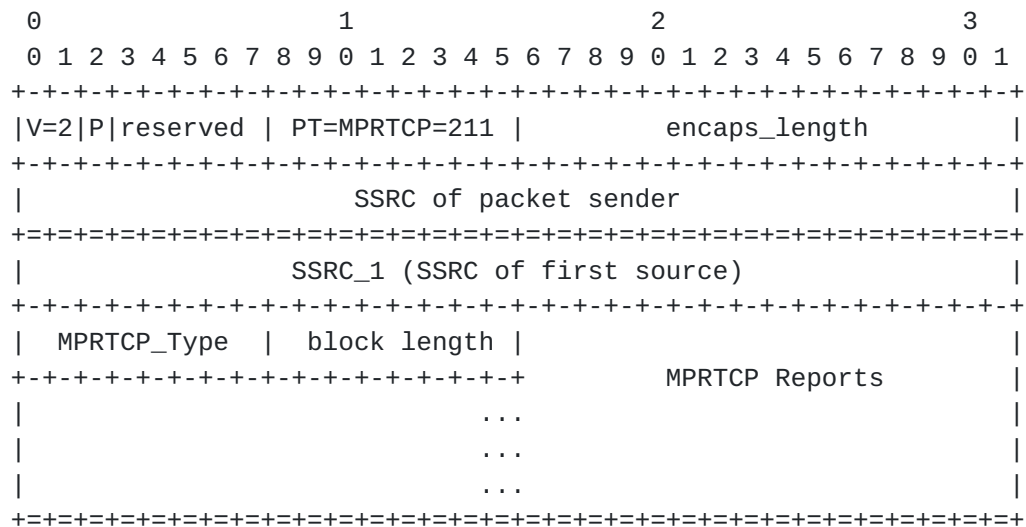 0                   1                   2                   3
 0 1 2 3 4 5 6 7 8 9 0 1 2 3 4 5 6 7 8 9 0 1 2 3 4 5 6 7 8 9 0 1
+-+-+-+-+-+-+-+-+-+-+-+-+-+-+-+-+-+-+-+-+-+-+-+-+-+-+-+-+-+-+-+-+
|V=2|P|reserved | PT=MPRTCP=211 |         encaps_length         |
+-+-+-+-+-+-+-+-+-+-+-+-+-+-+-+-+-+-+-+-+-+-+-+-+-+-+-+-+-+-+-+-+
|                     SSRC of packet sender                     |
+=+=+=+=+=+=+=+=+=+=+=+=+=+=+=+=+=+=+=+=+=+=+=+=+=+=+=+=+=+=+=+=+
|                 SSRC_1 (SSRC of first source)                 |
+-+-+-+-+-+-+-+-+-+-+-+-+-+-+-+-+-+-+-+-+-+-+-+-+-+-+-+-+-+-+-+-+
|  MPRTCP_Type  |  block length |                               |
+-+-+-+-+-+-+-+-+-+-+-+-+-+-+-+-+         MPRTCP Reports        |
|                             ...                               |
|                             ...                               |
|                             ...                               |
+=+=+=+=+=+=+=+=+=+=+=+=+=+=+=+=+=+=+=+=+=+=+=+=+=+=+=+=+=+=+=+=+